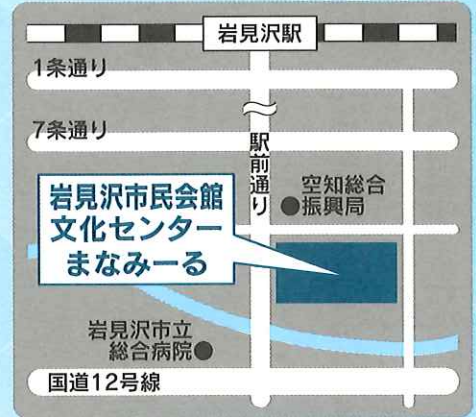 岩見沢駅
1条通り
7条通り
駅前通り
空知総合
振興局
岩見沢市民会館
文化センター
まなみーる
岩見沢市立
総合病院
国道12号線